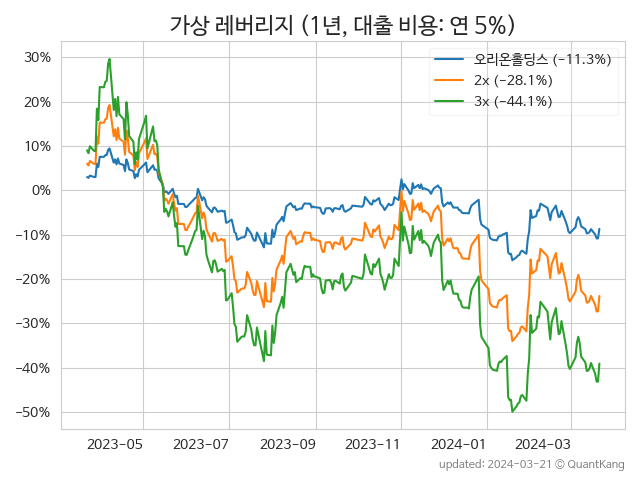 가상 레버리지 (1년, 대출 비용: 연 5%)
오리온홀딩스 (−11.3%)
2x (−28.1%)
3x (−44.1%)
30%
20%
10%
0%
−10%
−20%
−30%
−40%
−50%
2023-05 2023-07 2023-09 2023-11 2024-01 2024-03
updated: 2024-03-21 © QuantKang